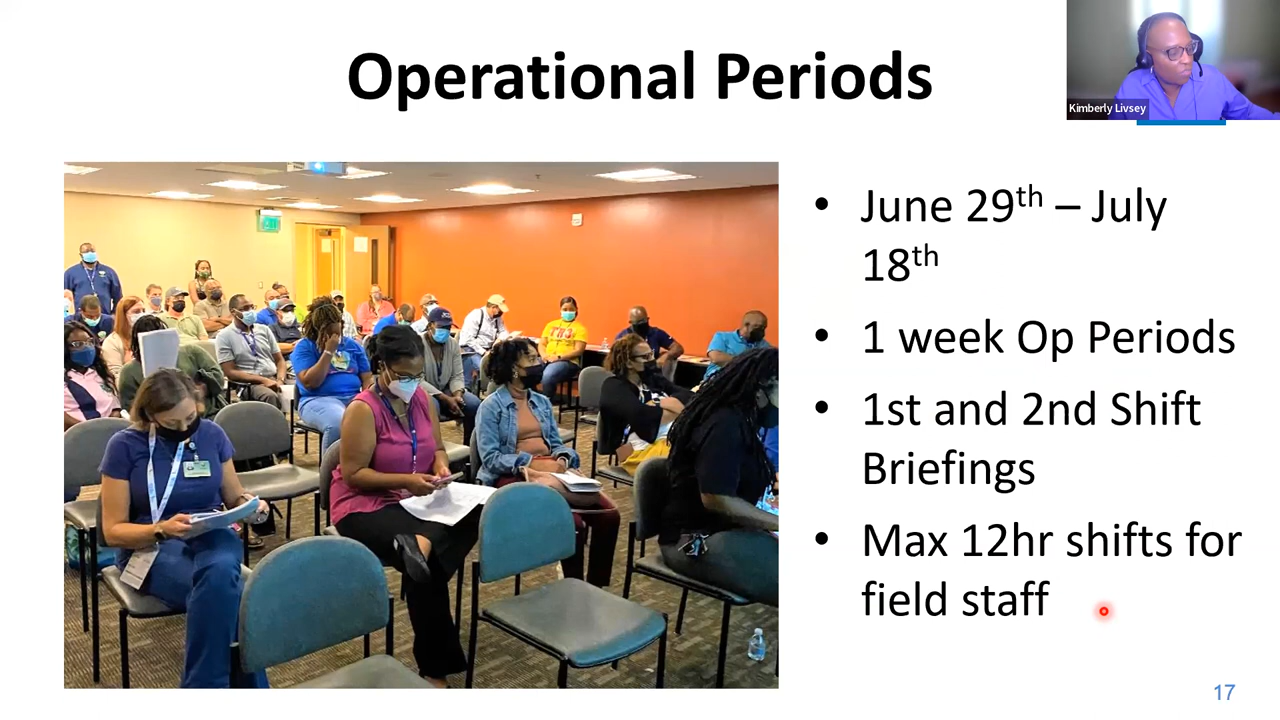 Operational Periods
Kimberly Livsey
• June 29th – July
18th
• 1 week Op Periods
• 1st and 2nd Shift
Briefings
• Max 12hr shifts for
field staff
17